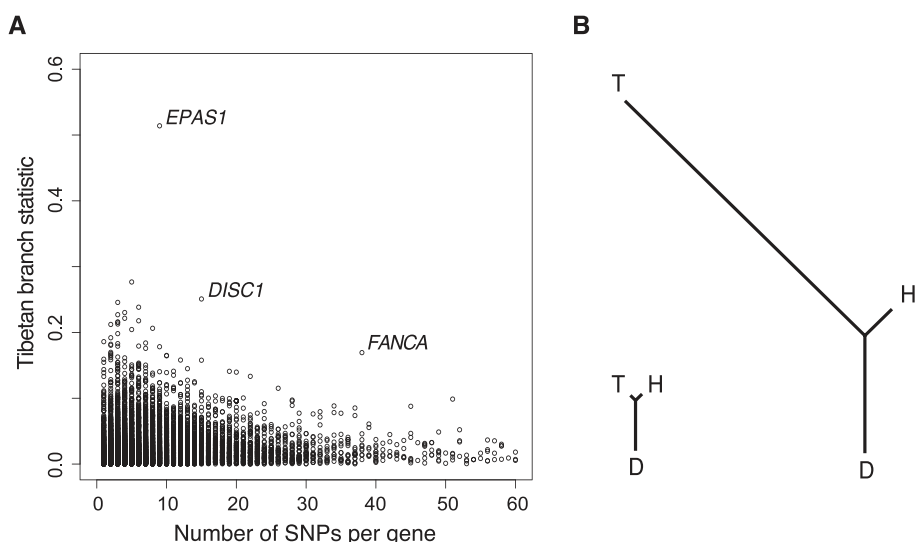 A
B
0.6
0.4
0.2
0.0
Tibetan branch statistic
EPAS1
DISC1
FANCA
0 10 20 30 40 50 60
Number of SNPs per gene
T
H
D
T H
D